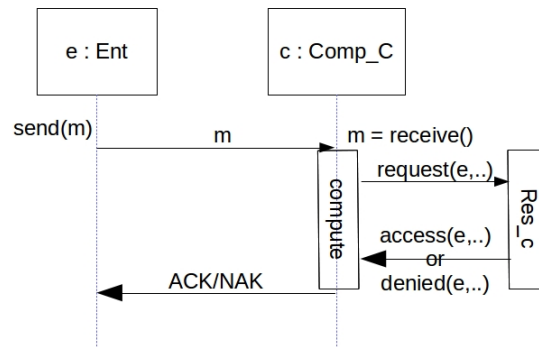 e : Ent
c : Comp_C
send(m)
m
m = receive()
compute
request(e,..)
Res_c
access(e,..)
or
denied(e,..)
ACK/NAK